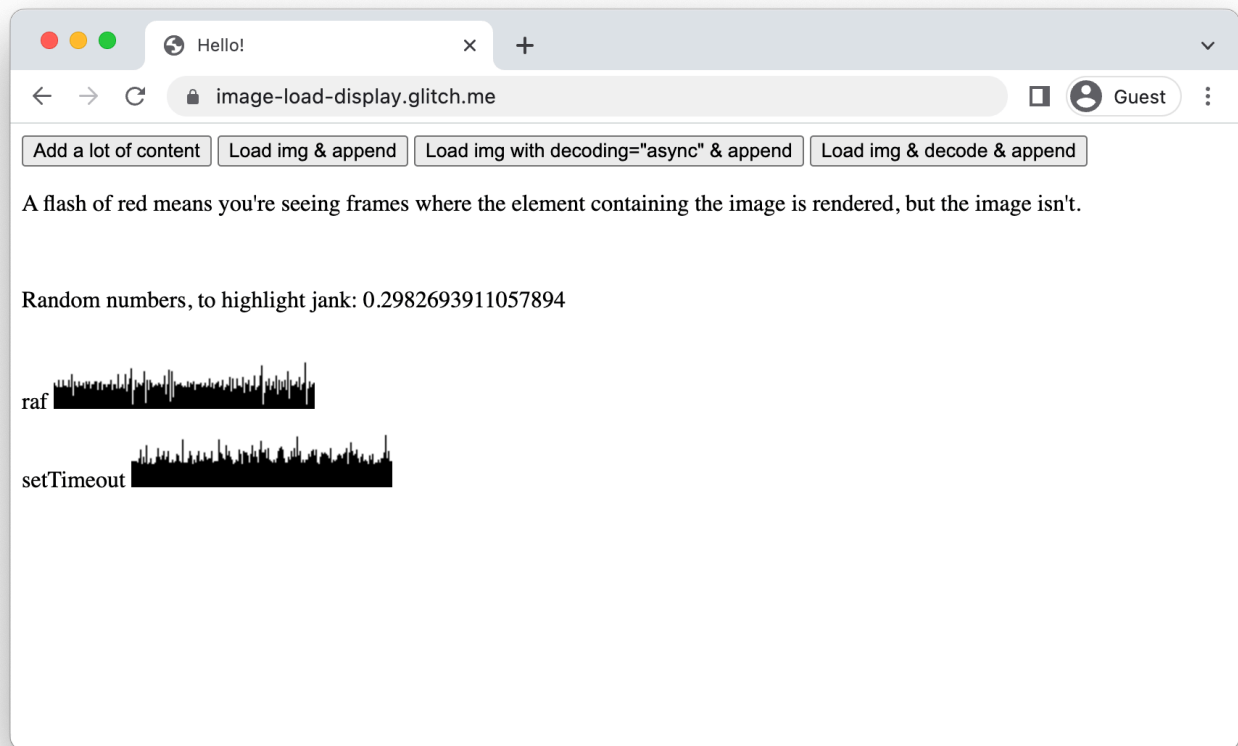 Hello!
image-load-display.glitch.me
Guest
Add a lot of content Load img & append Load img with decoding="async" & append Load img & decode & append
A flash of red means you're seeing frames where the element containing the image is rendered, but the image isn't.
Random numbers, to highlight jank: 0.2982693911057894
raf
setTimeout